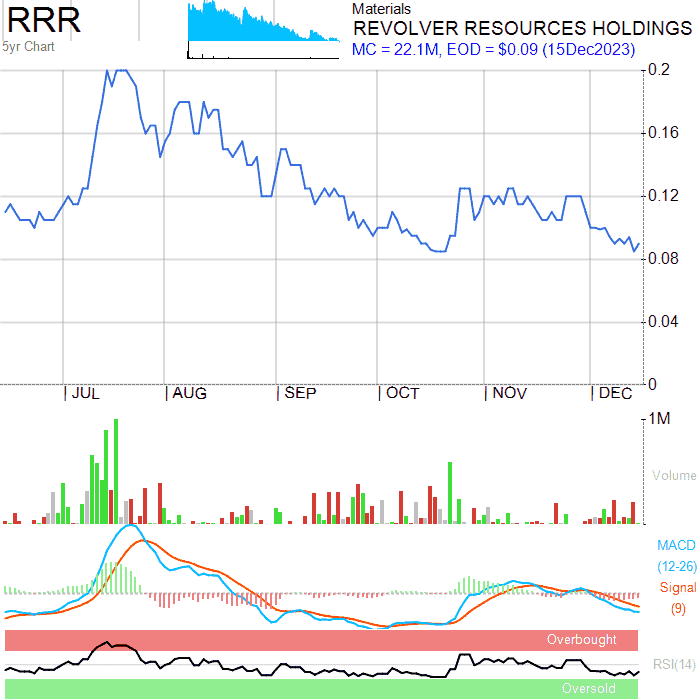 RRR
5yr Chart
Materials
REVOLVER RESOURCES HOLDINGS
MC = 22.1M, EOD = $0.09 (15Dec2023)
0.2
0.16
0.12
0.08
0.04
0
JUL AUG SEP OCT NOV DEC
1M
Volume
MACD
(12-26)
Signal
(9)
Overbought
RSI(14)
Oversold